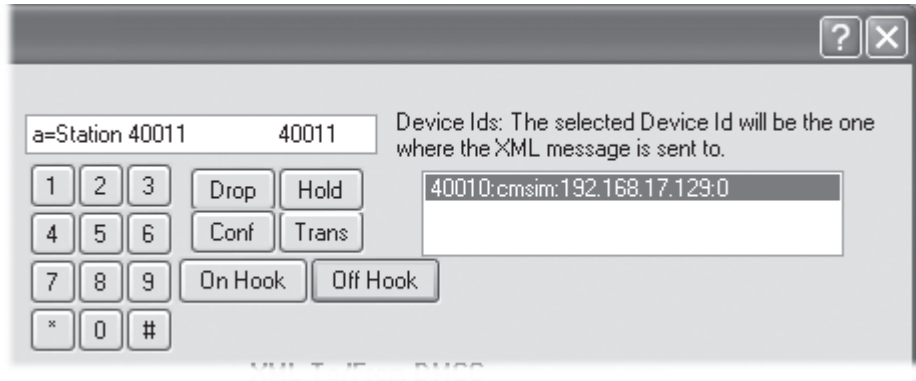 ?
a=Station 40011 40011
Device Ids: The selected Device Id will be the one
where the XML message is sent to.
40010:cmsim:192.168.17.129:0
1 2 3 Drop Hold
4 5 6 Conf Trans
7 8 9 On Hook Off Hook
* 0 #